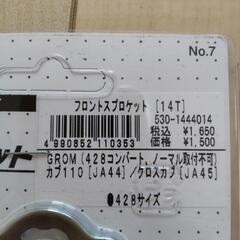 No.7
フロントスプロケット [14T]
530-1444014
税込 ¥1,650
価格 ¥1,500
4 990852 110353
GROM(428コンバート、ノーマル取付不可)
カブ110[JA44]/クロスカブ[JA45]
●428サイズ
ット